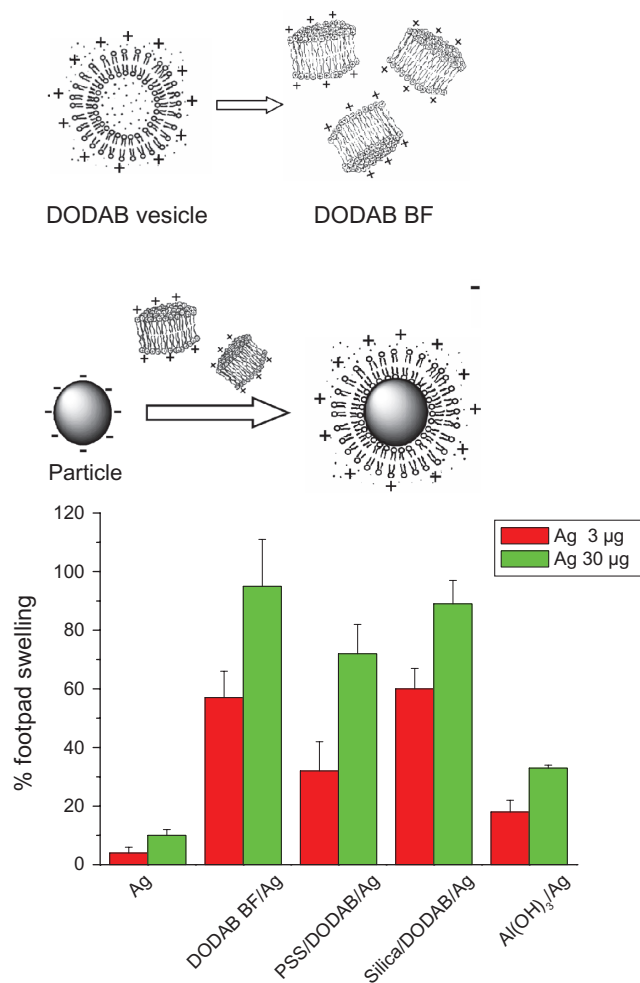 DODAB vesicle
DODAB BF
Particle
120
100
80
60
40
20
0
% footpad swelling
Ag 3 µg
Ag 30 µg
Ag
DODAB BF/Ag
PSS/DODAB/Ag
Silica/DODAB/Ag
Al(OH)₃/Ag